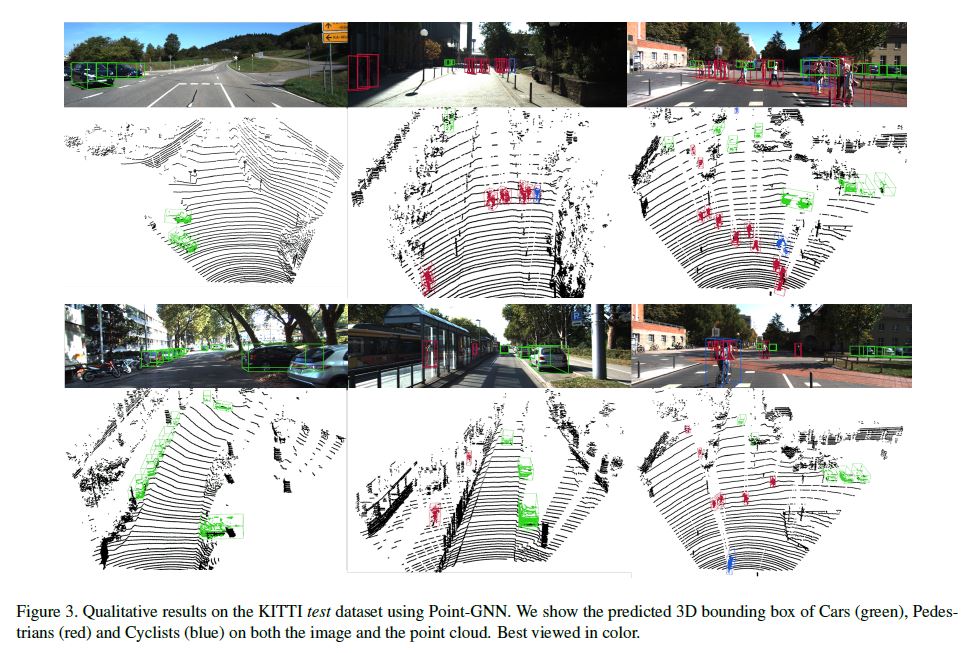 Figure 3. Qualitative results on the KITTI test dataset using Point-GNN. We show the predicted 3D bounding box of Cars (green), Pedes-
trians (red) and Cyclists (blue) on both the image and the point cloud. Best viewed in color.